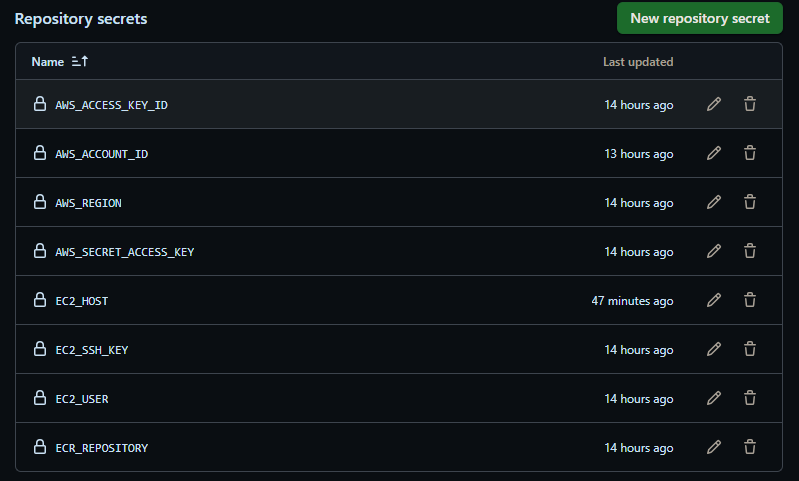 Repository secrets
New repository secret
Name
Last updated
AWS_ACCESS_KEY_ID 14 hours ago
AWS_ACCOUNT_ID 13 hours ago
AWS_REGION 14 hours ago
AWS_SECRET_ACCESS_KEY 14 hours ago
EC2_HOST 47 minutes ago
EC2_SSH_KEY 14 hours ago
EC2_USER 14 hours ago
ECR_REPOSITORY 14 hours ago